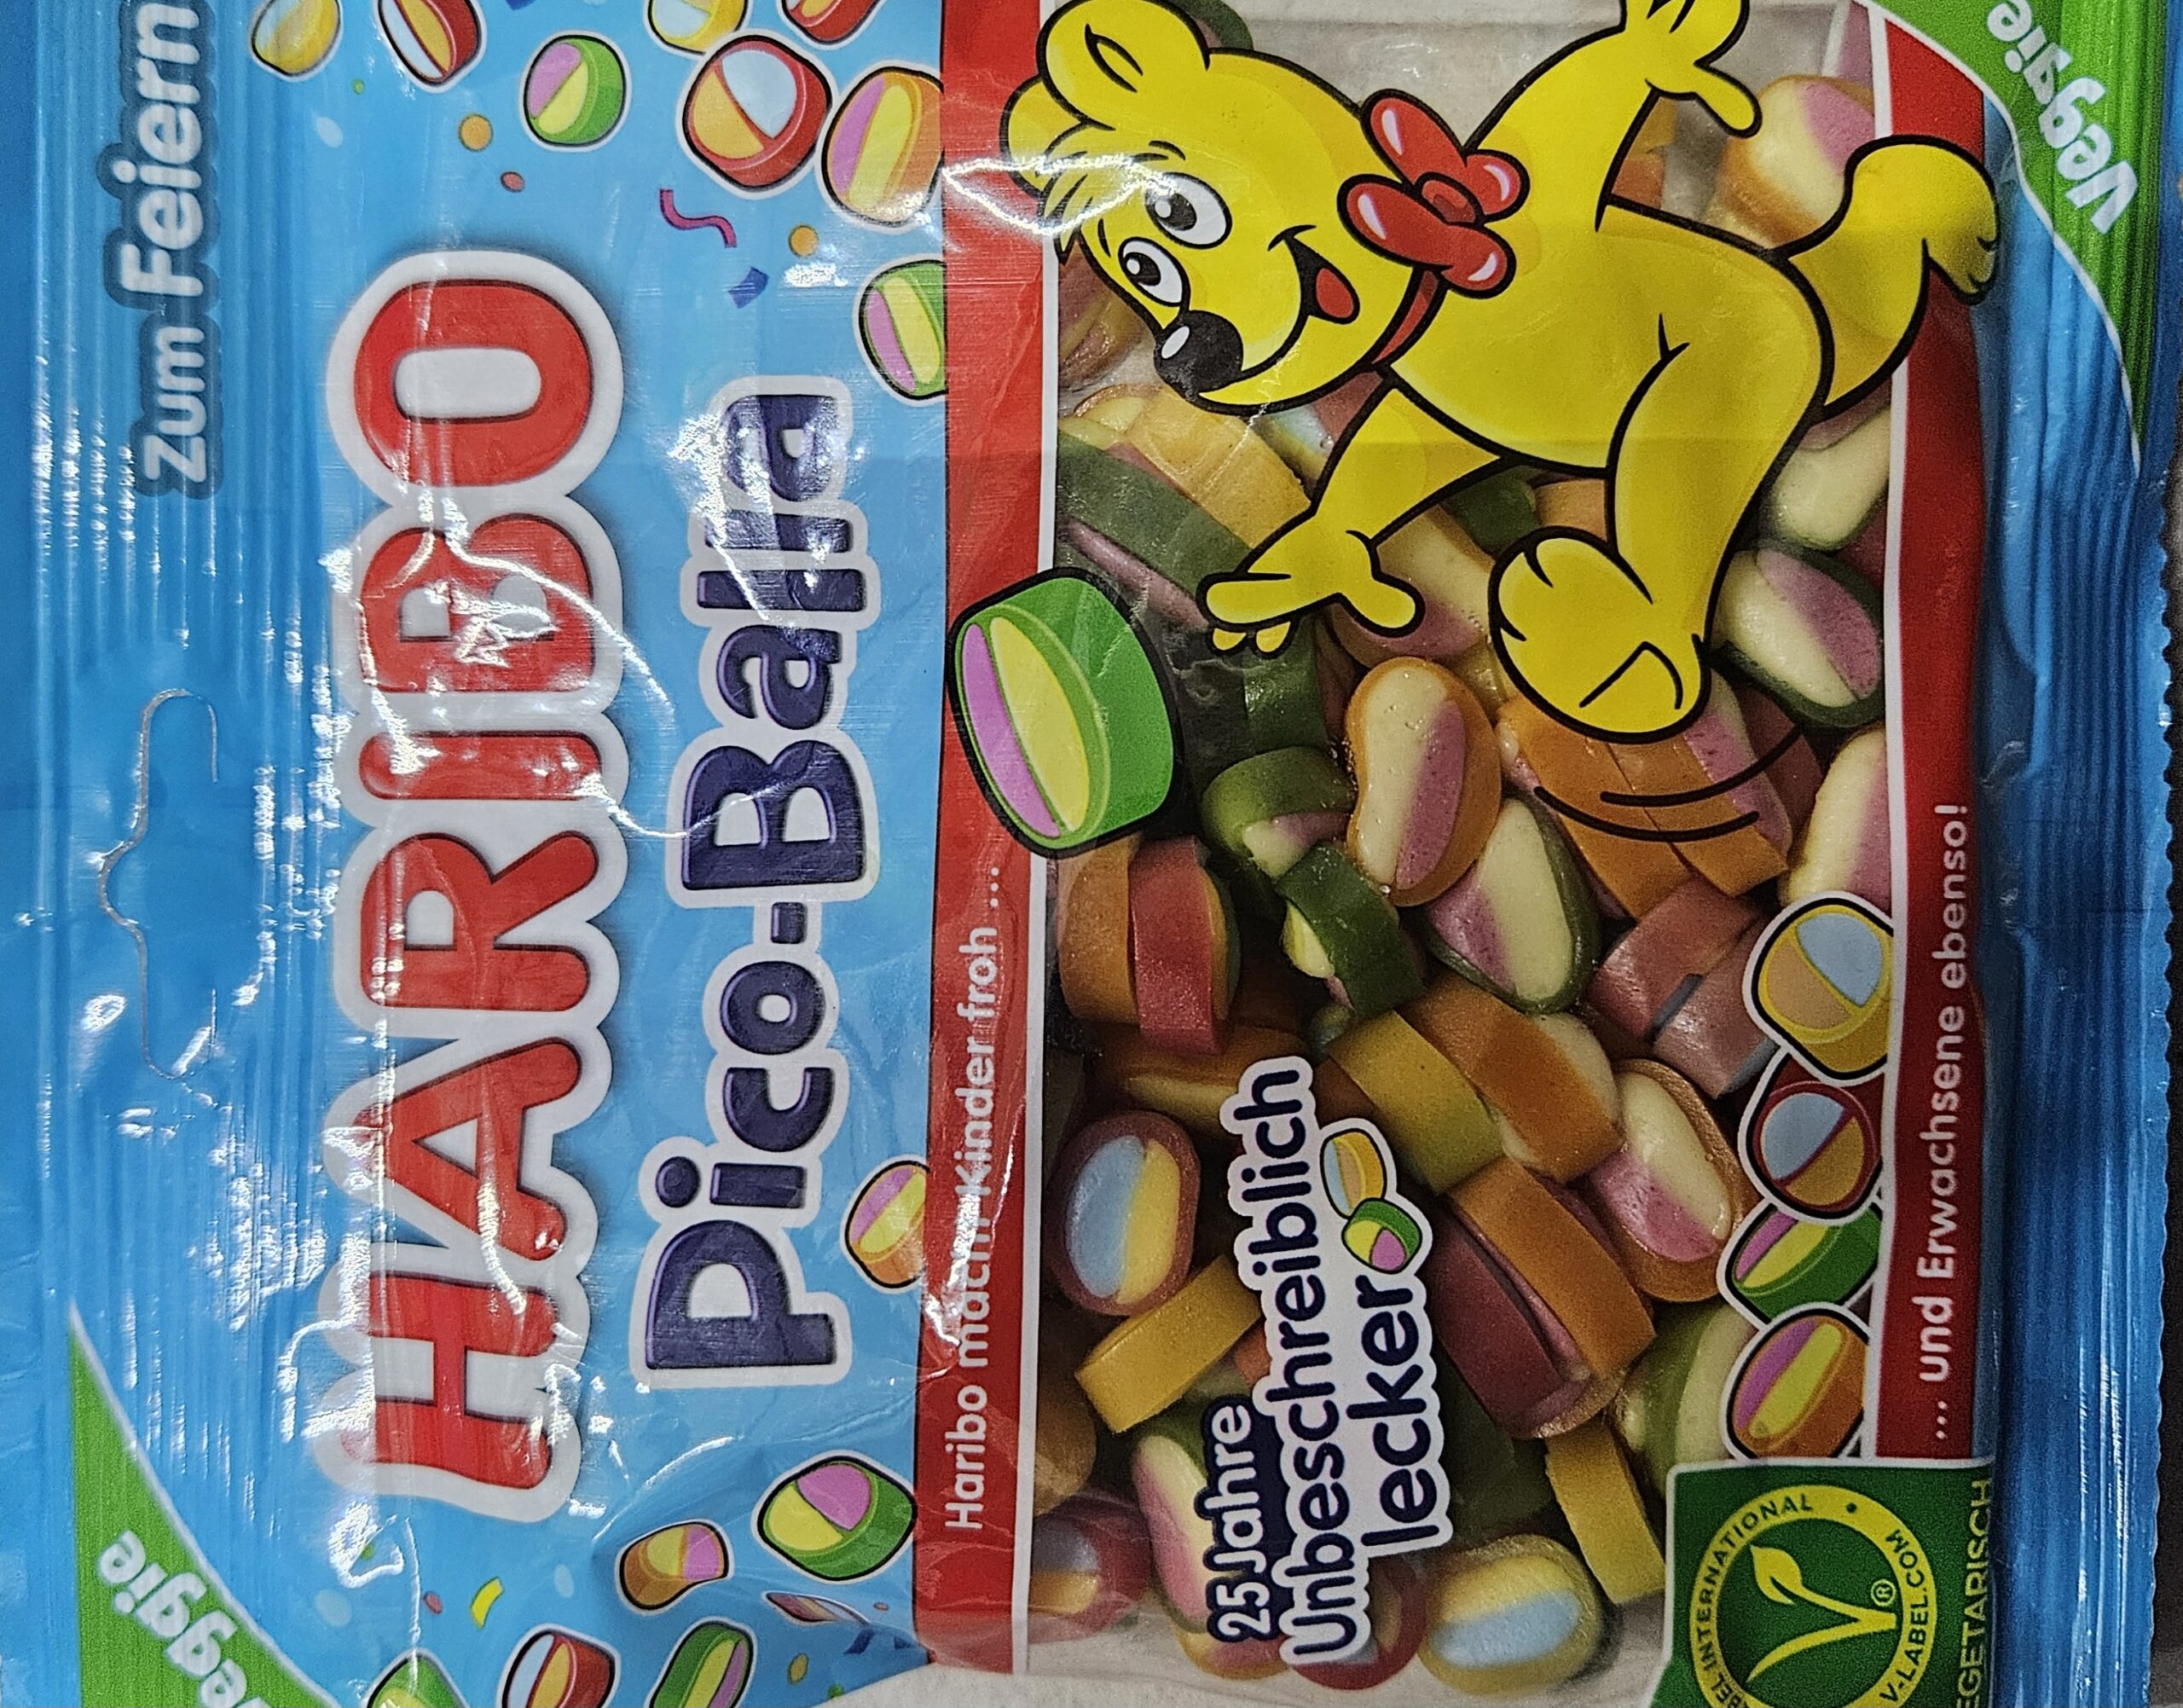 Zum Feiern
HARIBO
Pico-Balla
Haribo macht Kinder froh ...
25 Jahre
Unbeschreiblich
lecker
... und Erwachsene ebenso!
Veggie
Veggie
INTERNATIONAL
V-LABEL.COM
®